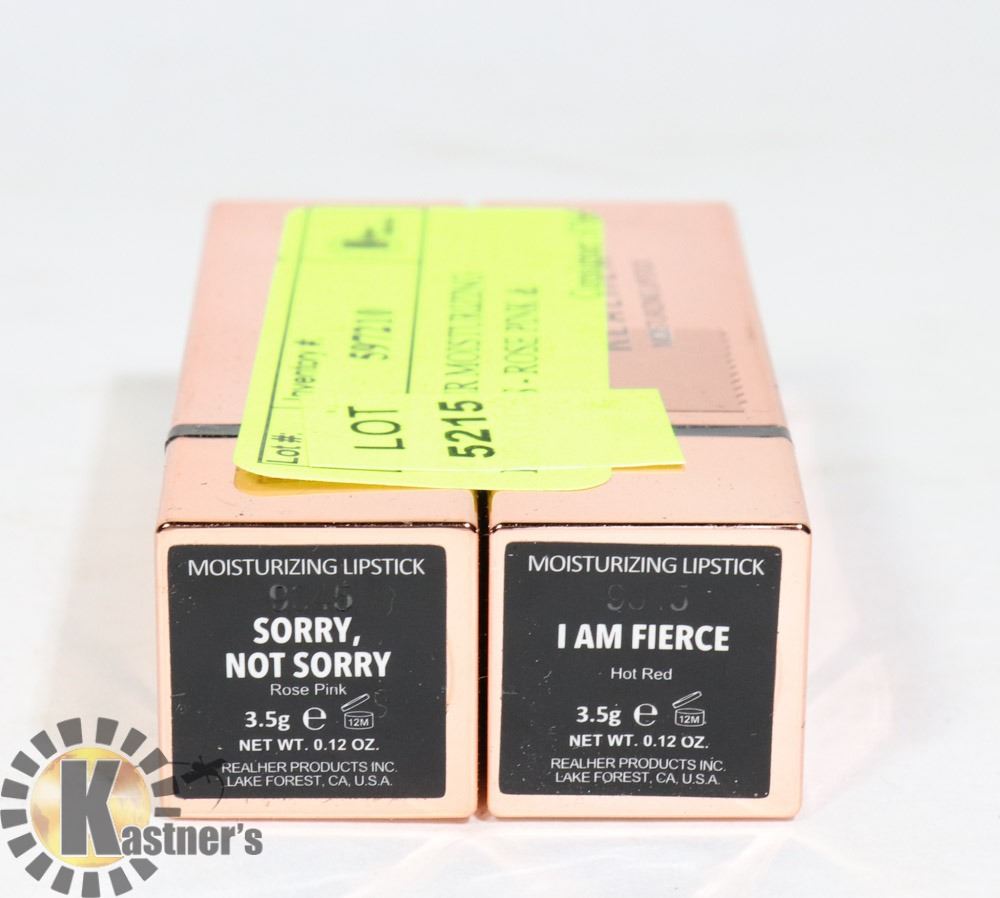 Lot #:
Inventory #
597210
LOT
5215
R MOISTURIZING
- ROSE PINK &
MOISTURIZING LIPSTICK
SORRY,
NOT SORRY
Rose Pink
3.5g e 12M
NET WT. 0.12 OZ.
REALHER PRODUCTS INC.
LAKE FOREST, CA, U.S.A.
MOISTURIZING LIPSTICK
I AM FIERCE
Hot Red
3.5g e 12M
NET WT. 0.12 OZ.
REALHER PRODUCTS INC.
LAKE FOREST, CA, U.S.A.
Kastner's